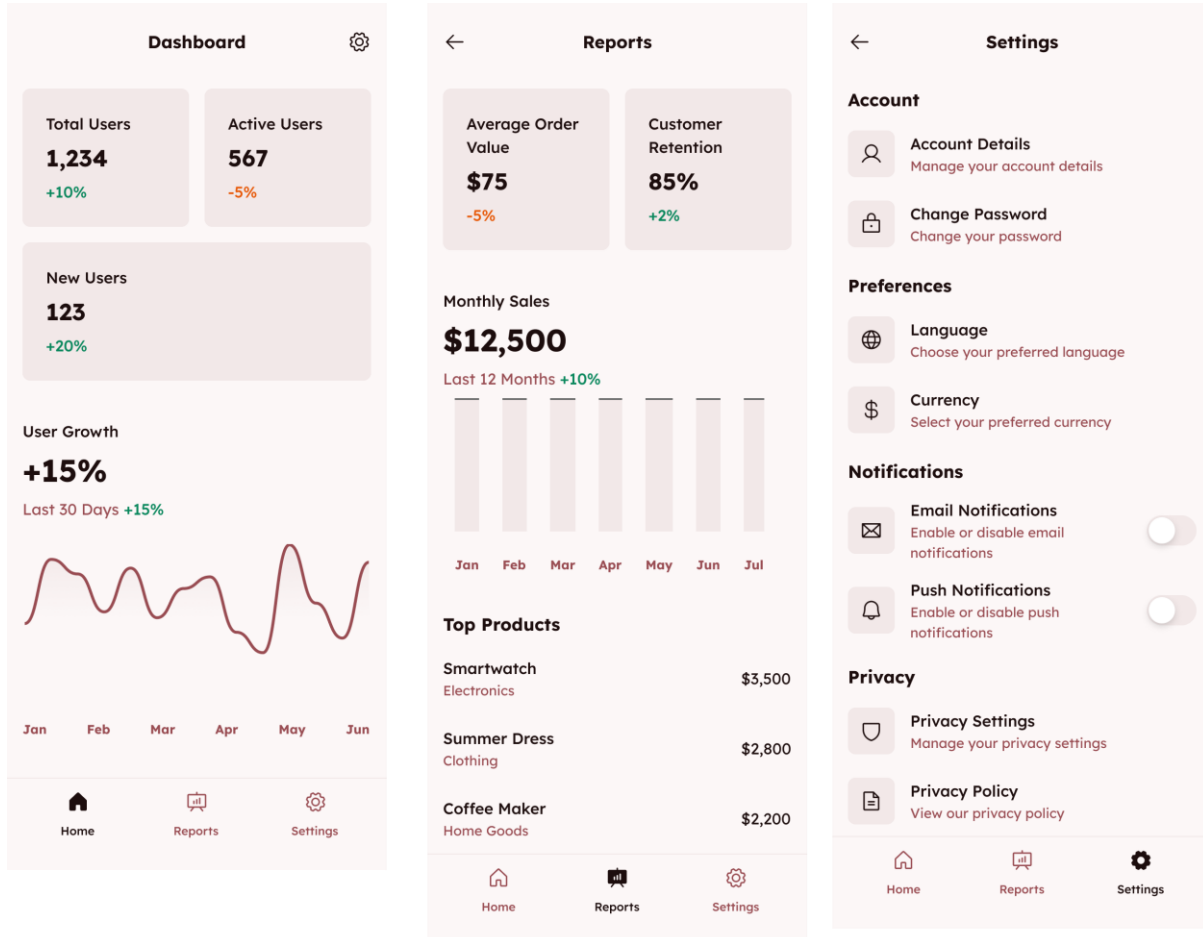 Dashboard
Total Users
1,234
+10%
Active Users
567
-5%
New Users
123
+20%
User Growth
+15%
Last 30 Days +15%
Jan Feb Mar Apr May Jun
Home Reports Settings
Reports
Average Order
Value
$75
-5%
Customer
Retention
85%
+2%
Monthly Sales
$12,500
Last 12 Months +10%
Jan Feb Mar Apr May Jun Jul
Top Products
Smartwatch
Electronics
$3,500
Summer Dress
Clothing
$2,800
Coffee Maker
Home Goods
$2,200
Home Reports Settings
Settings
Account
Account Details
Manage your account details
Change Password
Change your password
Preferences
Language
Choose your preferred language
$
Currency
Select your preferred currency
Notifications
Email Notifications
Enable or disable email
notifications
Push Notifications
Enable or disable push
notifications
Privacy
Privacy Settings
Manage your privacy settings
Privacy Policy
View our privacy policy
Home Reports Settings